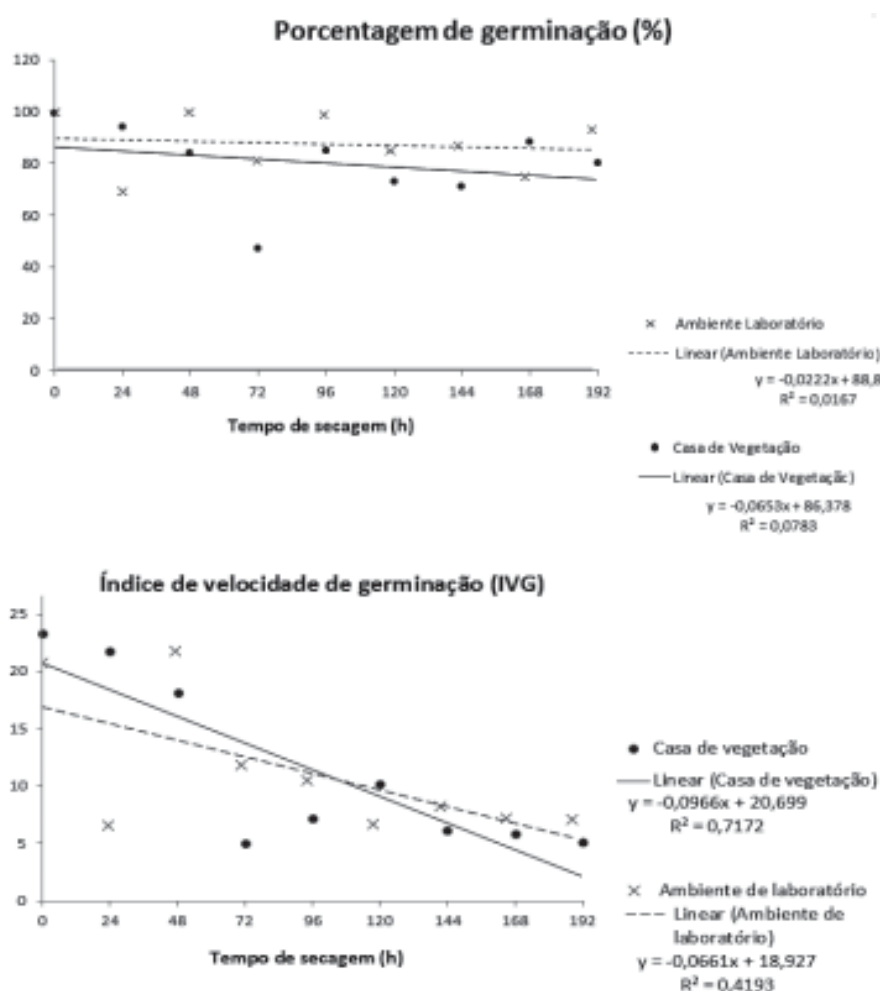 Porcentagem de germinação (%)
120
100
80
60
40
20
0
0 24 48 72 96 120 144 168 192
Tempo de secagem (h)
Ambiente Laboratório
Linear (Ambiente Laboratório)
y = -0,0222x + 88,8
R² = 0,0167
Casa de Vegetação
Linear (Casa de Vegetação)
y = -0,0653x + 86,378
R² = 0,0783
Índice de velocidade de germinação (IVG)
25
20
15
10
5
0
0 24 48 72 96 120 144 168 192
Tempo de secagem (h)
Casa de vegetação
Linear (Casa de vegetação)
y = -0,0966x + 20,699
R² = 0,7172
Ambiente de laboratório
Linear (Ambiente de
laboratório)
y = -0,0661x + 18,927
R² = 0,4193